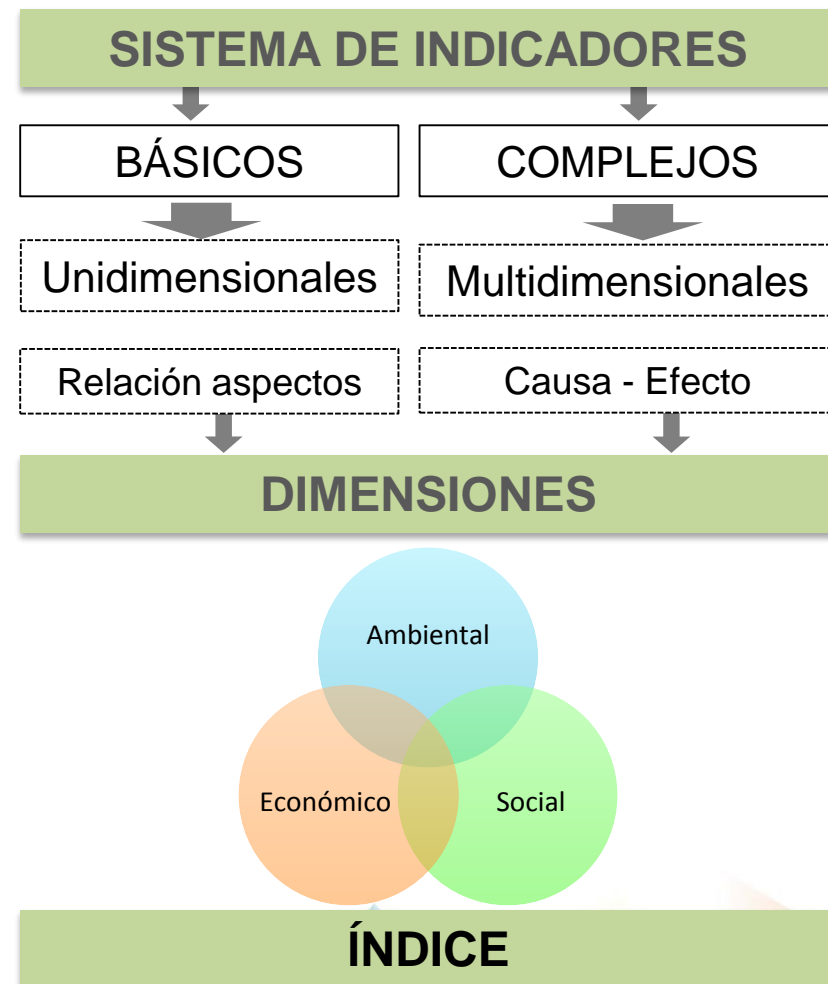 SISTEMA DE INDICADORES
BÁSICOS
COMPLEJOS
Unidimensionales
Multidimensionales
Relación aspectos
Causa - Efecto
DIMENSIONES
Ambiental
Económico
Social
ÍNDICE